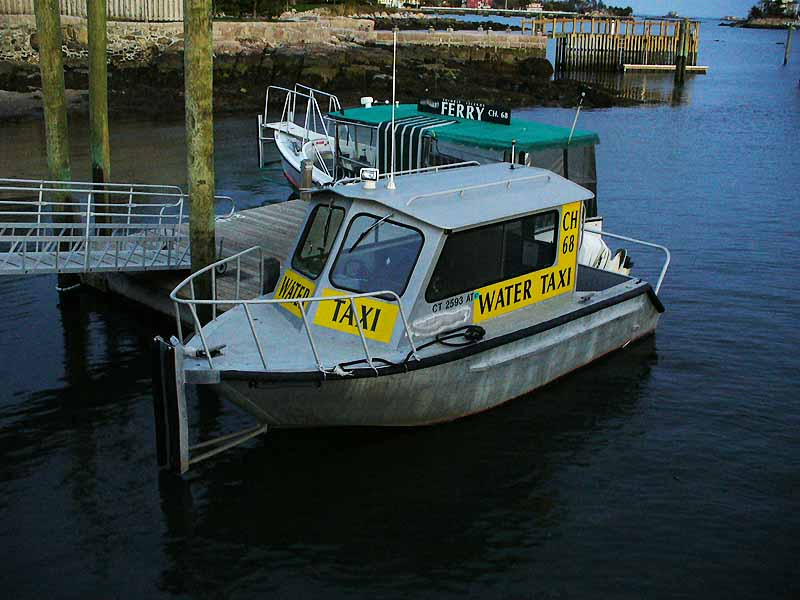 FERRY CH. 68
CH
68
WATER TAXI
CT 2593 AT
WATER
TAXI